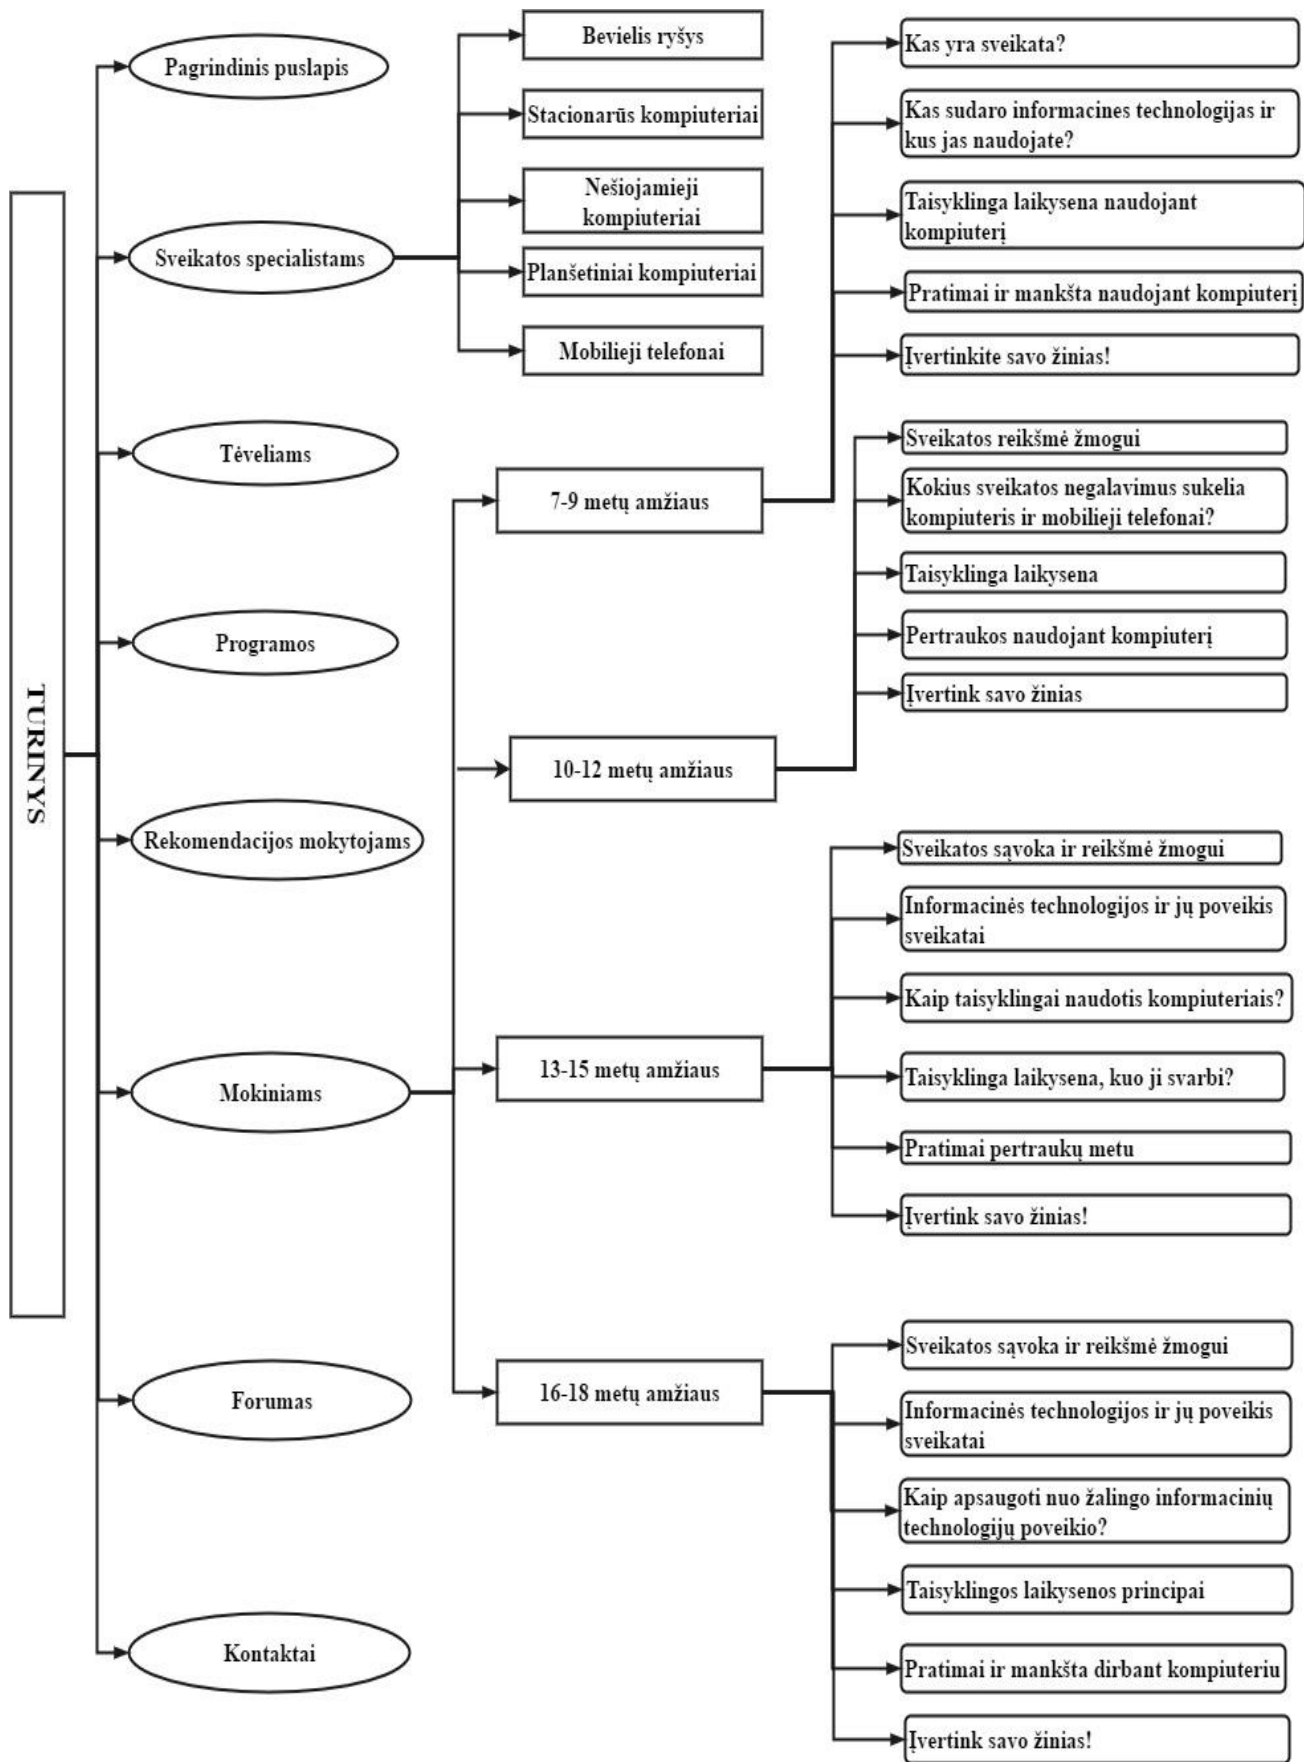 TURINYS
Pagrindinis puslapis
Sveikatos specialistams
Tėveliams
Programos
Rekomendacijos mokytojams
Mokiniams
Forumas
Kontaktai
Bevielis ryšys
Stacionarūs kompiuteriai
Nešiojamieji
kompiuteriai
Planšetiniai kompiuteriai
Mobilieji telefonai
7-9 metų amžiaus
10-12 metų amžiaus
13-15 metų amžiaus
16-18 metų amžiaus
Kas yra sveikata?
Kas sudaro informacines technologijas ir
kus jas naudojate?
Taisyklinga laikysena naudojant
kompiuterį
Pratimai ir mankšta naudojant kompiuterį
Įvertinkite savo žinias!
Sveikatos reikšmė žmogui
Kokius sveikatos negalavimus sukelia
kompiuteris ir mobilieji telefonai?
Taisyklinga laikysena
Pertraukos naudojant kompiuterį
Įvertink savo žinias
Sveikatos sąvoka ir reikšmė žmogui
Informacinės technologijos ir jų poveikis
sveikatai
Kaip taisyklingai naudotis kompiuteriais?
Taisyklinga laikysena, kuo ji svarbi?
Pratimai pertraukų metu
Įvertink savo žinias!
Sveikatos sąvoka ir reikšmė žmogui
Informacinės technologijos ir jų poveikis
sveikatai
Kaip apsaugoti nuo žalingo informacinių
technologijų poveikio?
Taisyklingos laikysenos principai
Pratimai ir mankšta dirbant kompiuteriu
Įvertink savo žinias!